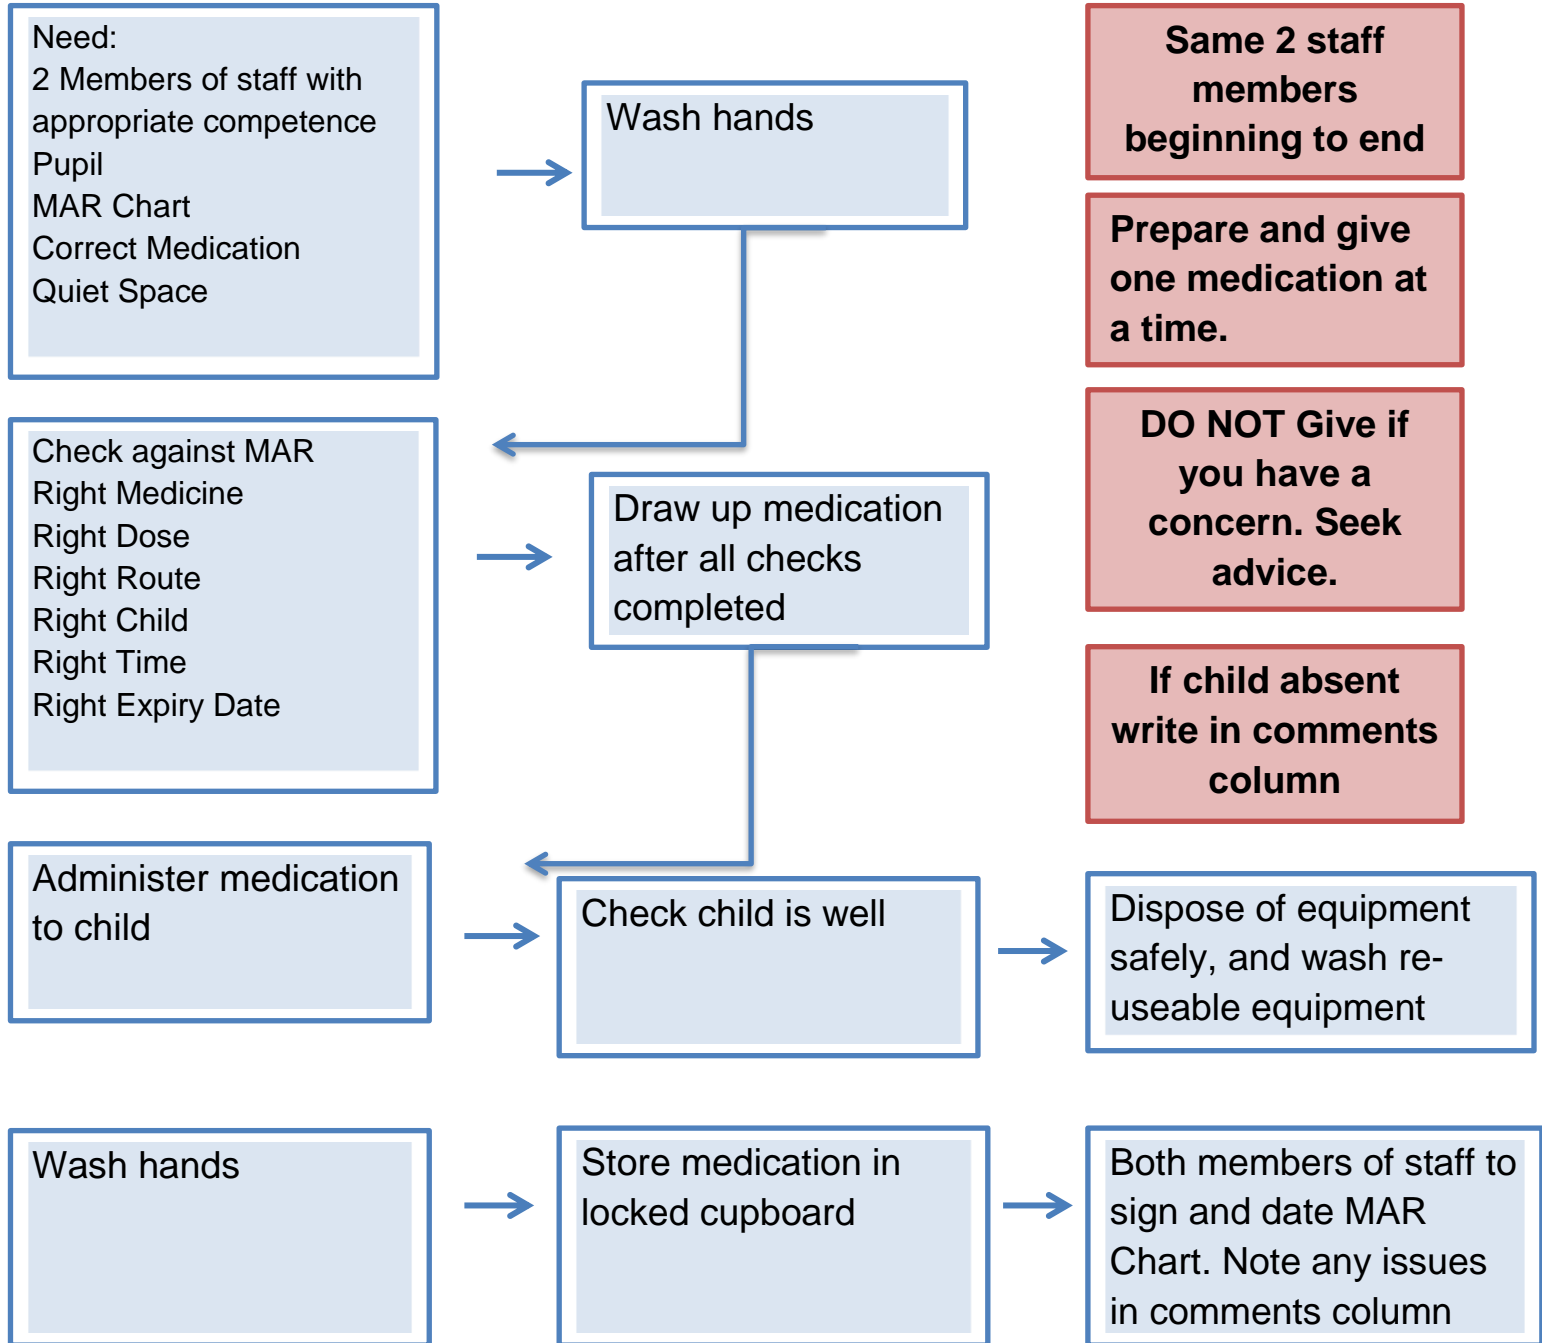 Need:
2 Members of staff with
appropriate competence
Pupil
MAR Chart
Correct Medication
Quiet Space
Wash hands
Same 2 staff
members
beginning to end
Prepare and give
one medication at
a time.
Check against MAR
Right Medicine
Right Dose
Right Route
Right Child
Right Time
Right Expiry Date
Draw up medication
after all checks
completed
DO NOT Give if
you have a
concern. Seek
advice.
If child absent
write in comments
column
Administer medication
to child
Check child is well
Dispose of equipment
safely, and wash re-
useable equipment
Wash hands
Store medication in
locked cupboard
Both members of staff to
sign and date MAR
Chart. Note any issues
in comments column